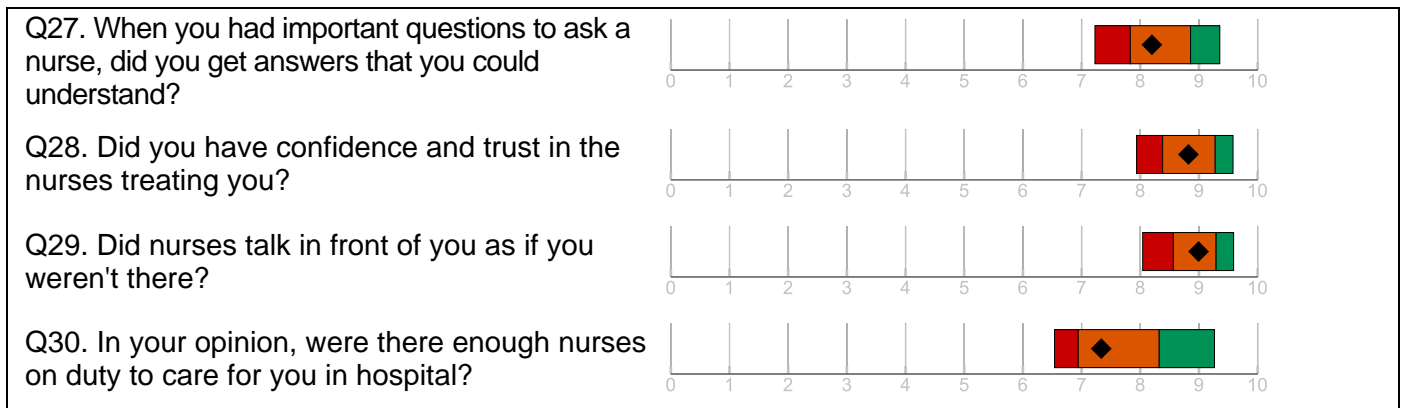 Q27. When you had important questions to ask a
nurse, did you get answers that you could
understand?
0 1 2 3 4 5 6 7 8 9 10
Q28. Did you have confidence and trust in the
nurses treating you?
0 1 2 3 4 5 6 7 8 9 10
Q29. Did nurses talk in front of you as if you
weren't there?
0 1 2 3 4 5 6 7 8 9 10
Q30. In your opinion, were there enough nurses
on duty to care for you in hospital?
0 1 2 3 4 5 6 7 8 9 10